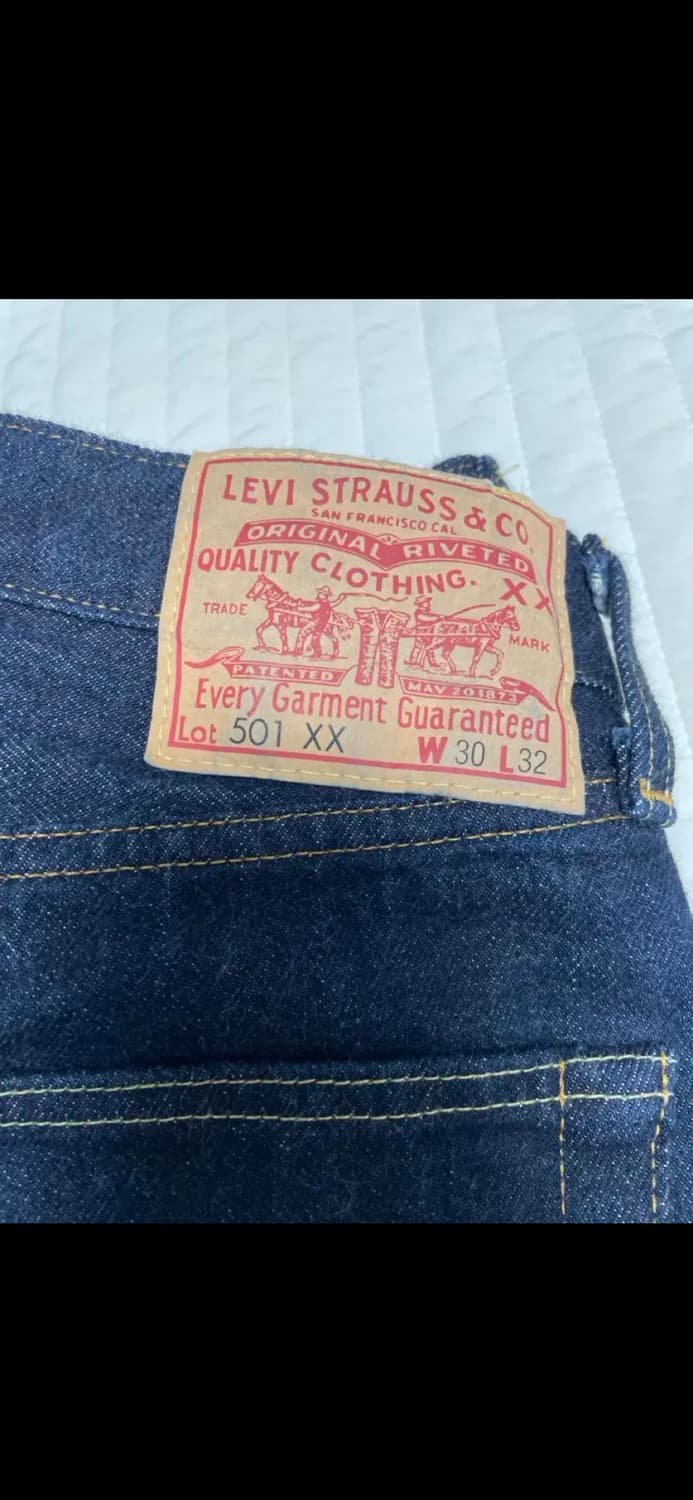 LEVI STRAUSS & CO.
SAN FRANCISCO CAL.
ORIGINAL RIVETED
QUALITY CLOTHING. XX
TRADE MARK
PATENTED MAY 20 1873
Every Garment Guaranteed
Lot 501 XX W 30 L 32